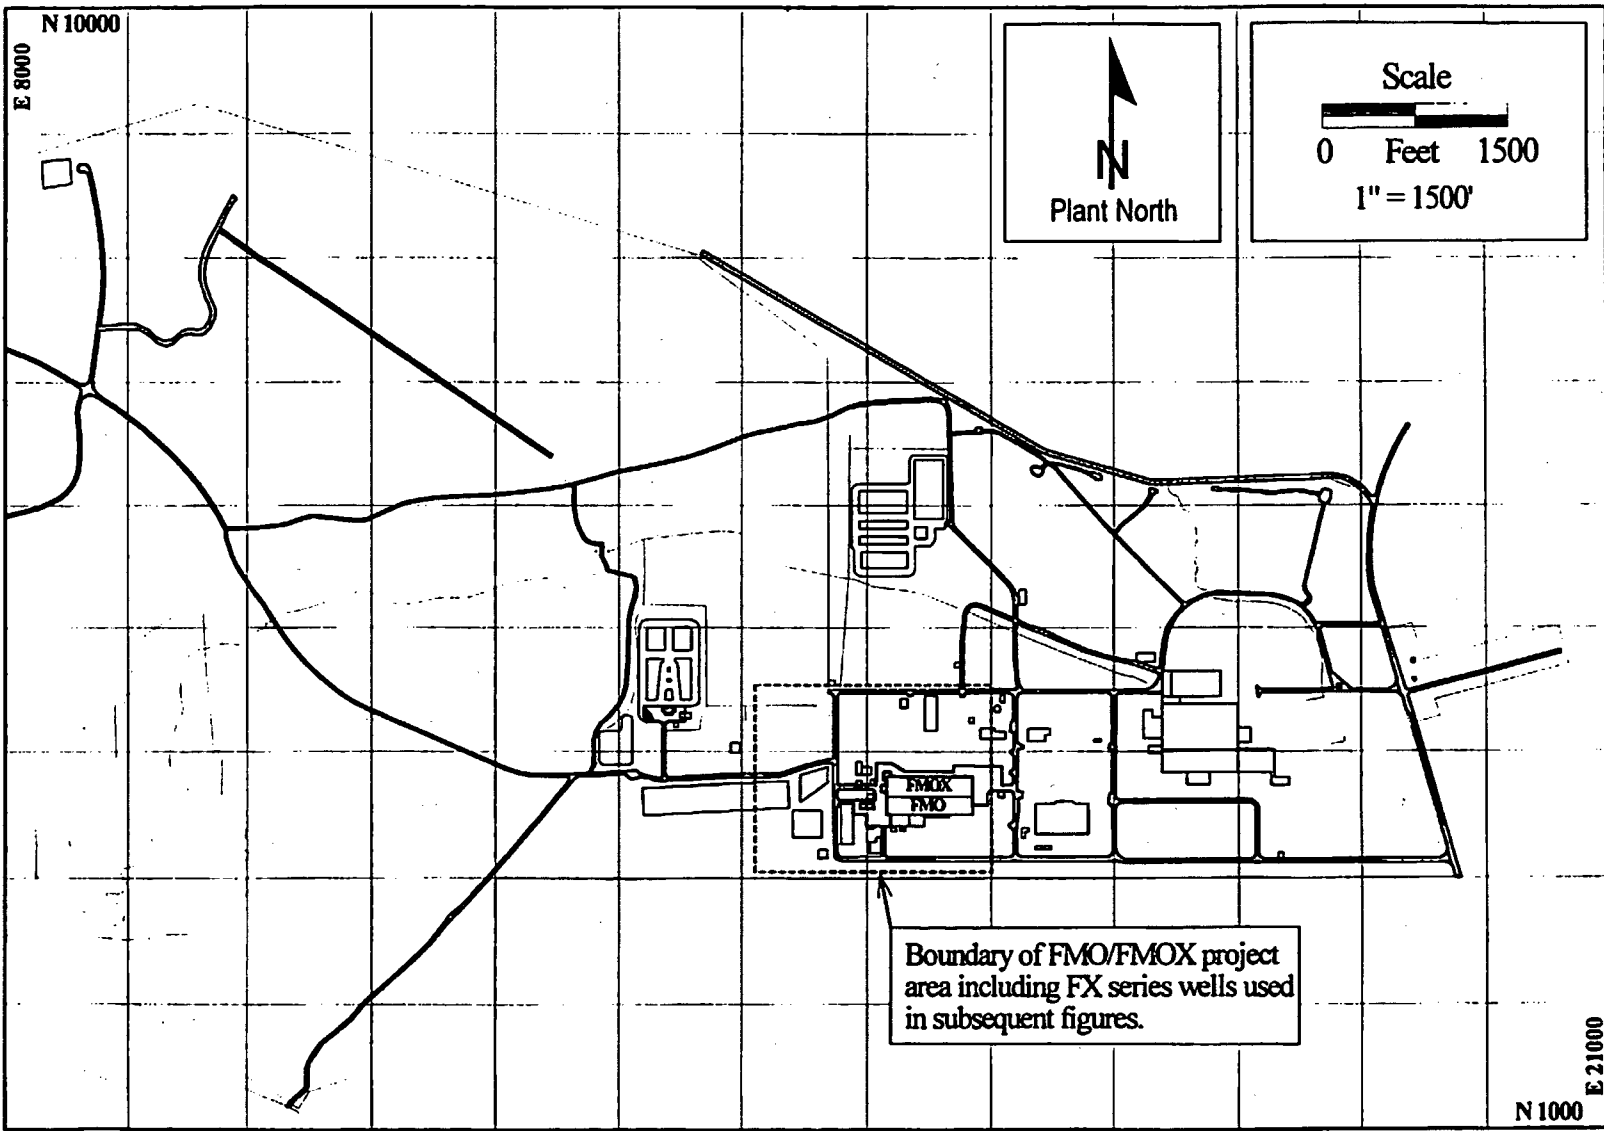 N 10000
E 8000
N
Plant North
Scale
0 Feet 1500
1" = 1500'
FMOX
FMO
Boundary of FMO/FMOX project
area including FX series wells used
in subsequent figures.
E 21000
N 1000